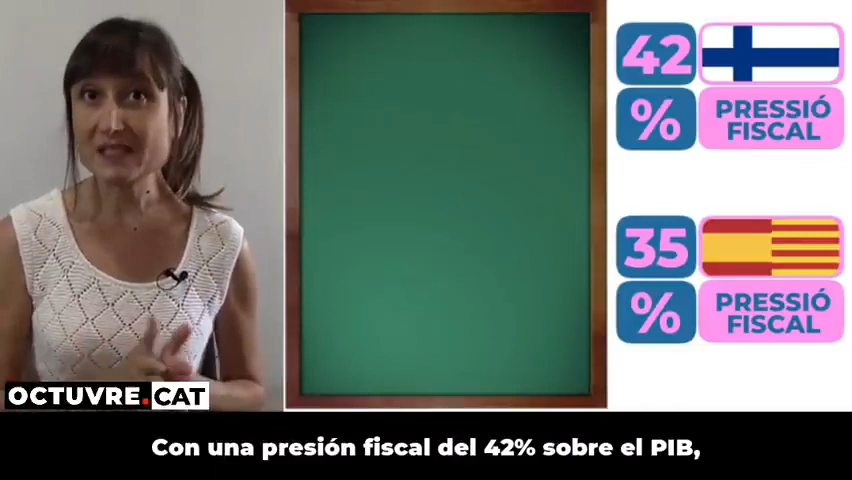 42
%
PRESSIÓ
FISCAL
35
%
PRESSIÓ
FISCAL
OCTUVRE.CAT
Con una presión fiscal del 42% sobre el PIB,